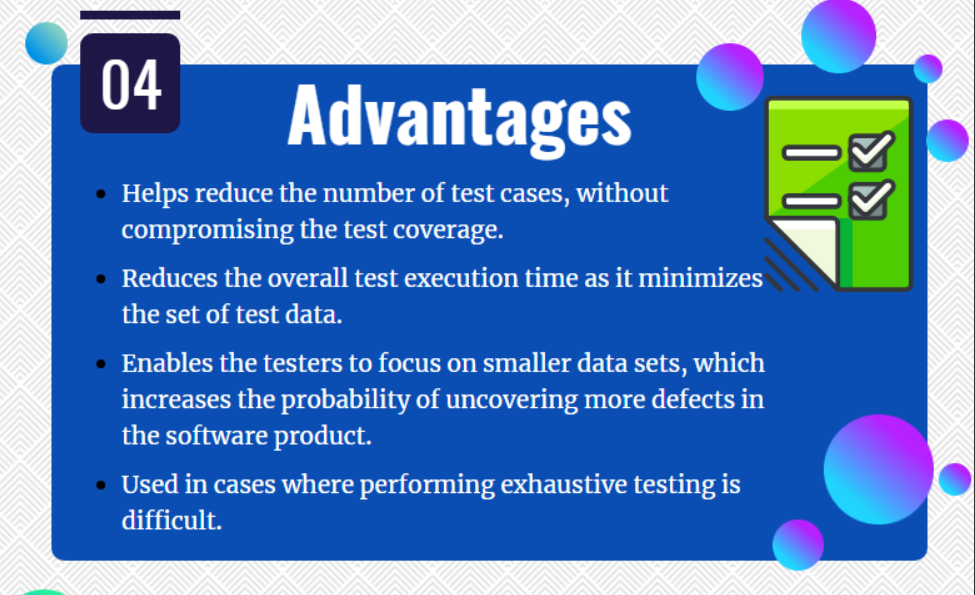 04
Advantages
• Helps reduce the number of test cases, without
compromising the test coverage.
• Reduces the overall test execution time as it minimizes
the set of test data.
• Enables the testers to focus on smaller data sets, which
increases the probability of uncovering more defects in
the software product.
• Used in cases where performing exhaustive testing is
difficult.